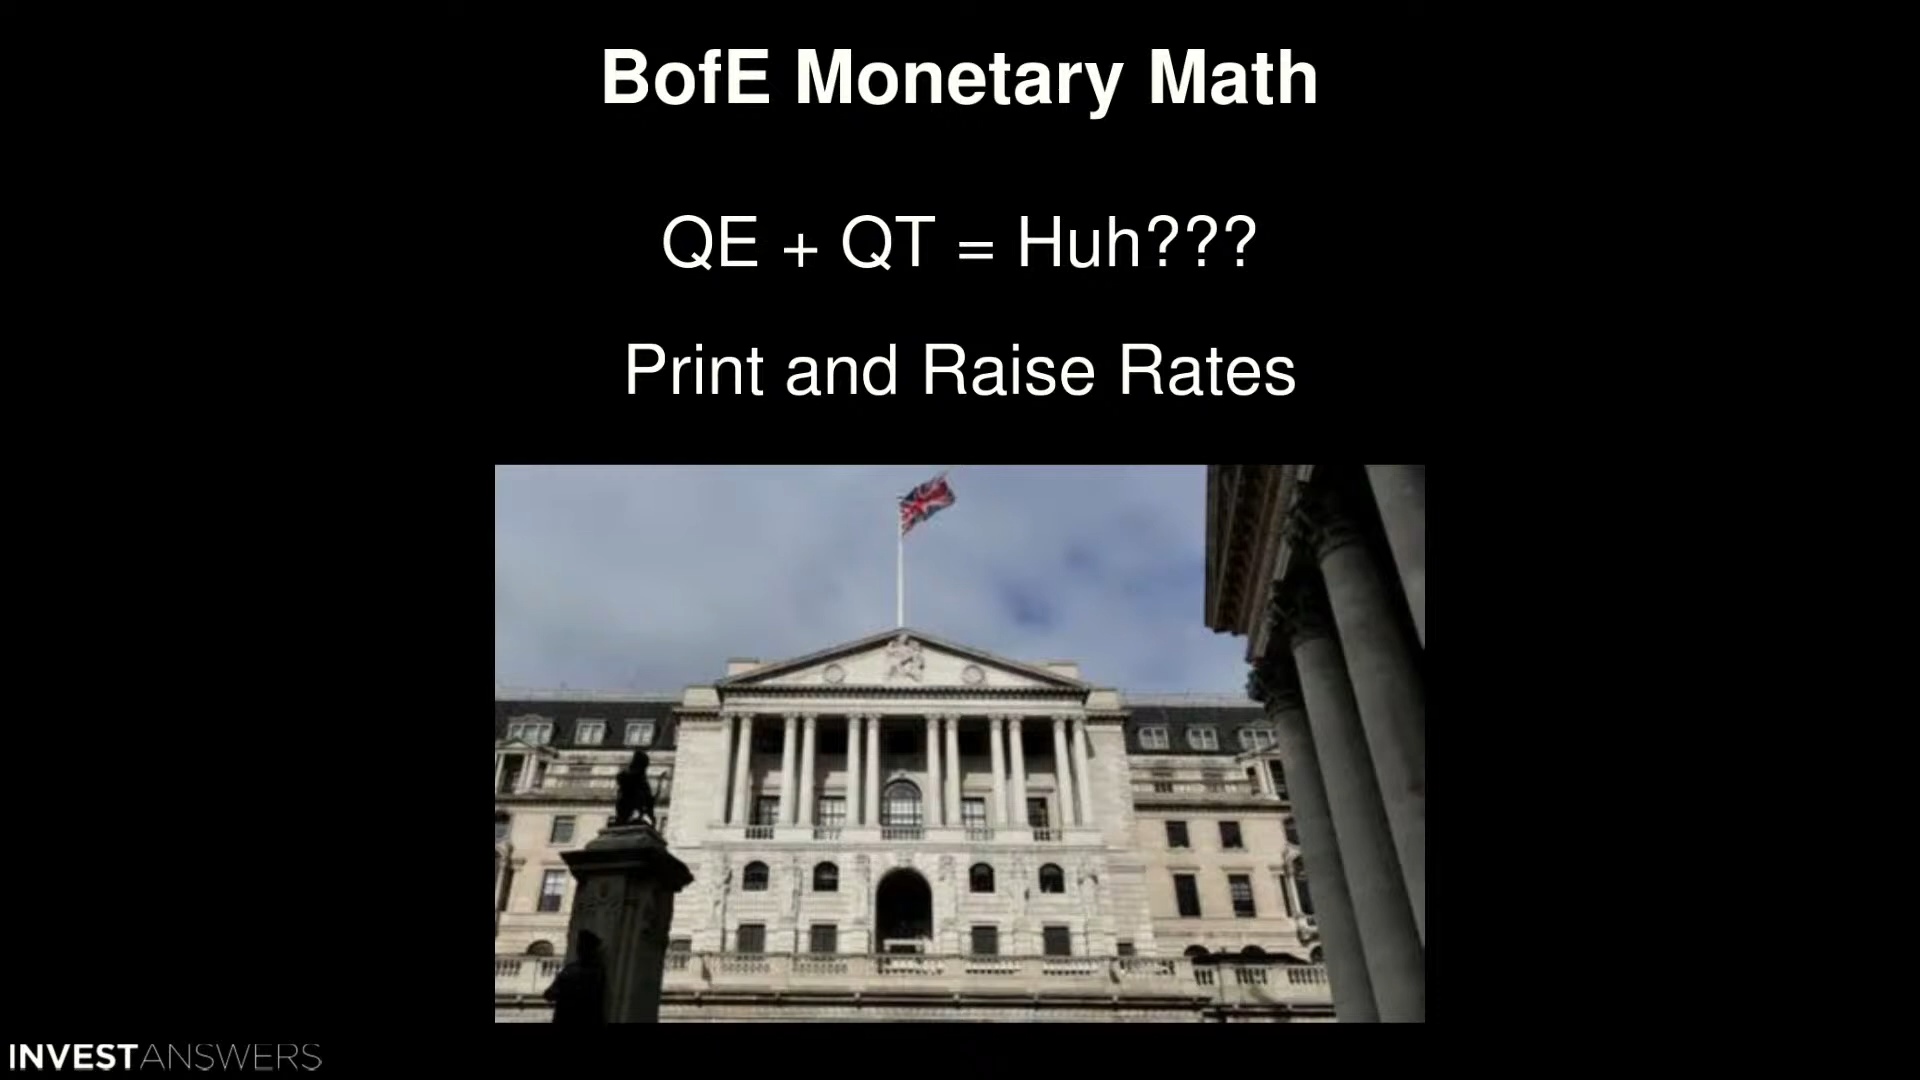 BofE Monetary Math
QE + QT = Huh???
Print and Raise Rates
INVESTANSWERS